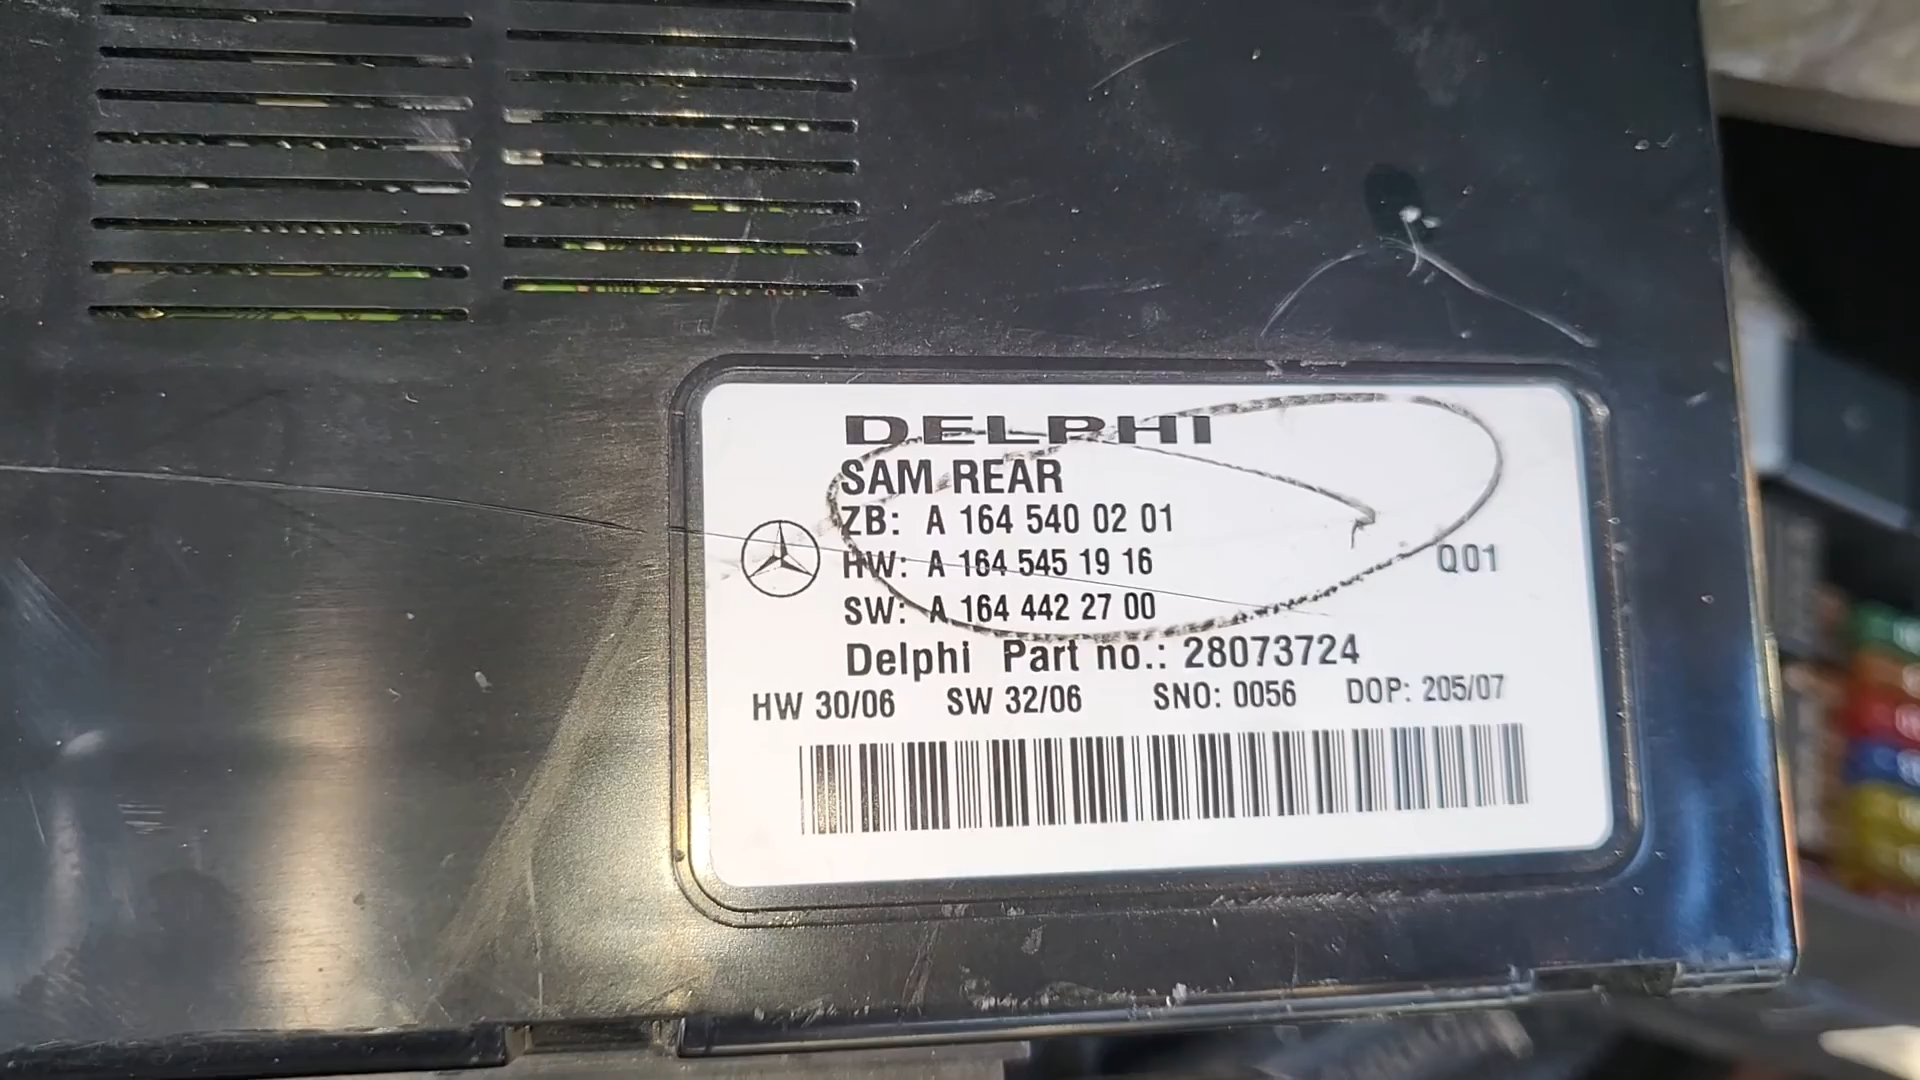 DELPHI
SAM REAR
ZB: A 164 540 02 01
HW: A 164 545 19 16
Q01
SW: A 164 442 27 00
Delphi Part no.: 28073724
HW 30/06 SW 32/06 SNO: 0056 DOP: 205/07